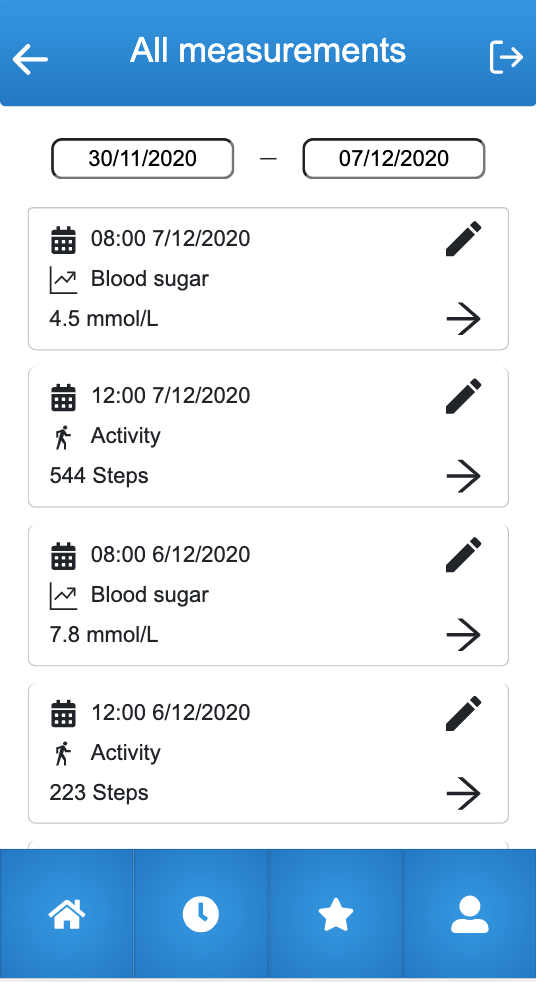 All measurements
30/11/2020 – 07/12/2020
08:00 7/12/2020
Blood sugar
4.5 mmol/L
12:00 7/12/2020
Activity
544 Steps
08:00 6/12/2020
Blood sugar
7.8 mmol/L
12:00 6/12/2020
Activity
223 Steps